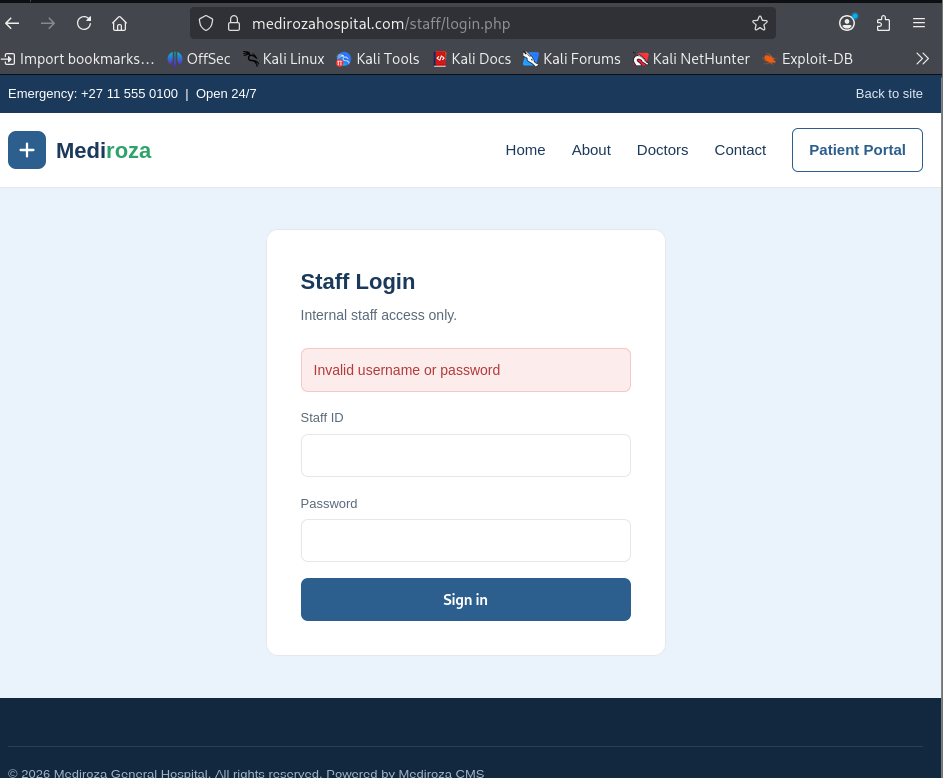 medirozahospital.com/staff/login.php
Import bookmarks... OffSec Kali Linux Kali Tools Kali Docs Kali Forums Kali NetHunter Exploit-DB
Emergency: +27 11 555 0100 | Open 24/7 Back to site
Mediroza Home About Doctors Contact Patient Portal
Staff Login
Internal staff access only.
Invalid username or password
Staff ID
Password
Sign in
© 2026 Mediroza General Hospital. All rights reserved. Powered by Mediroza CMS